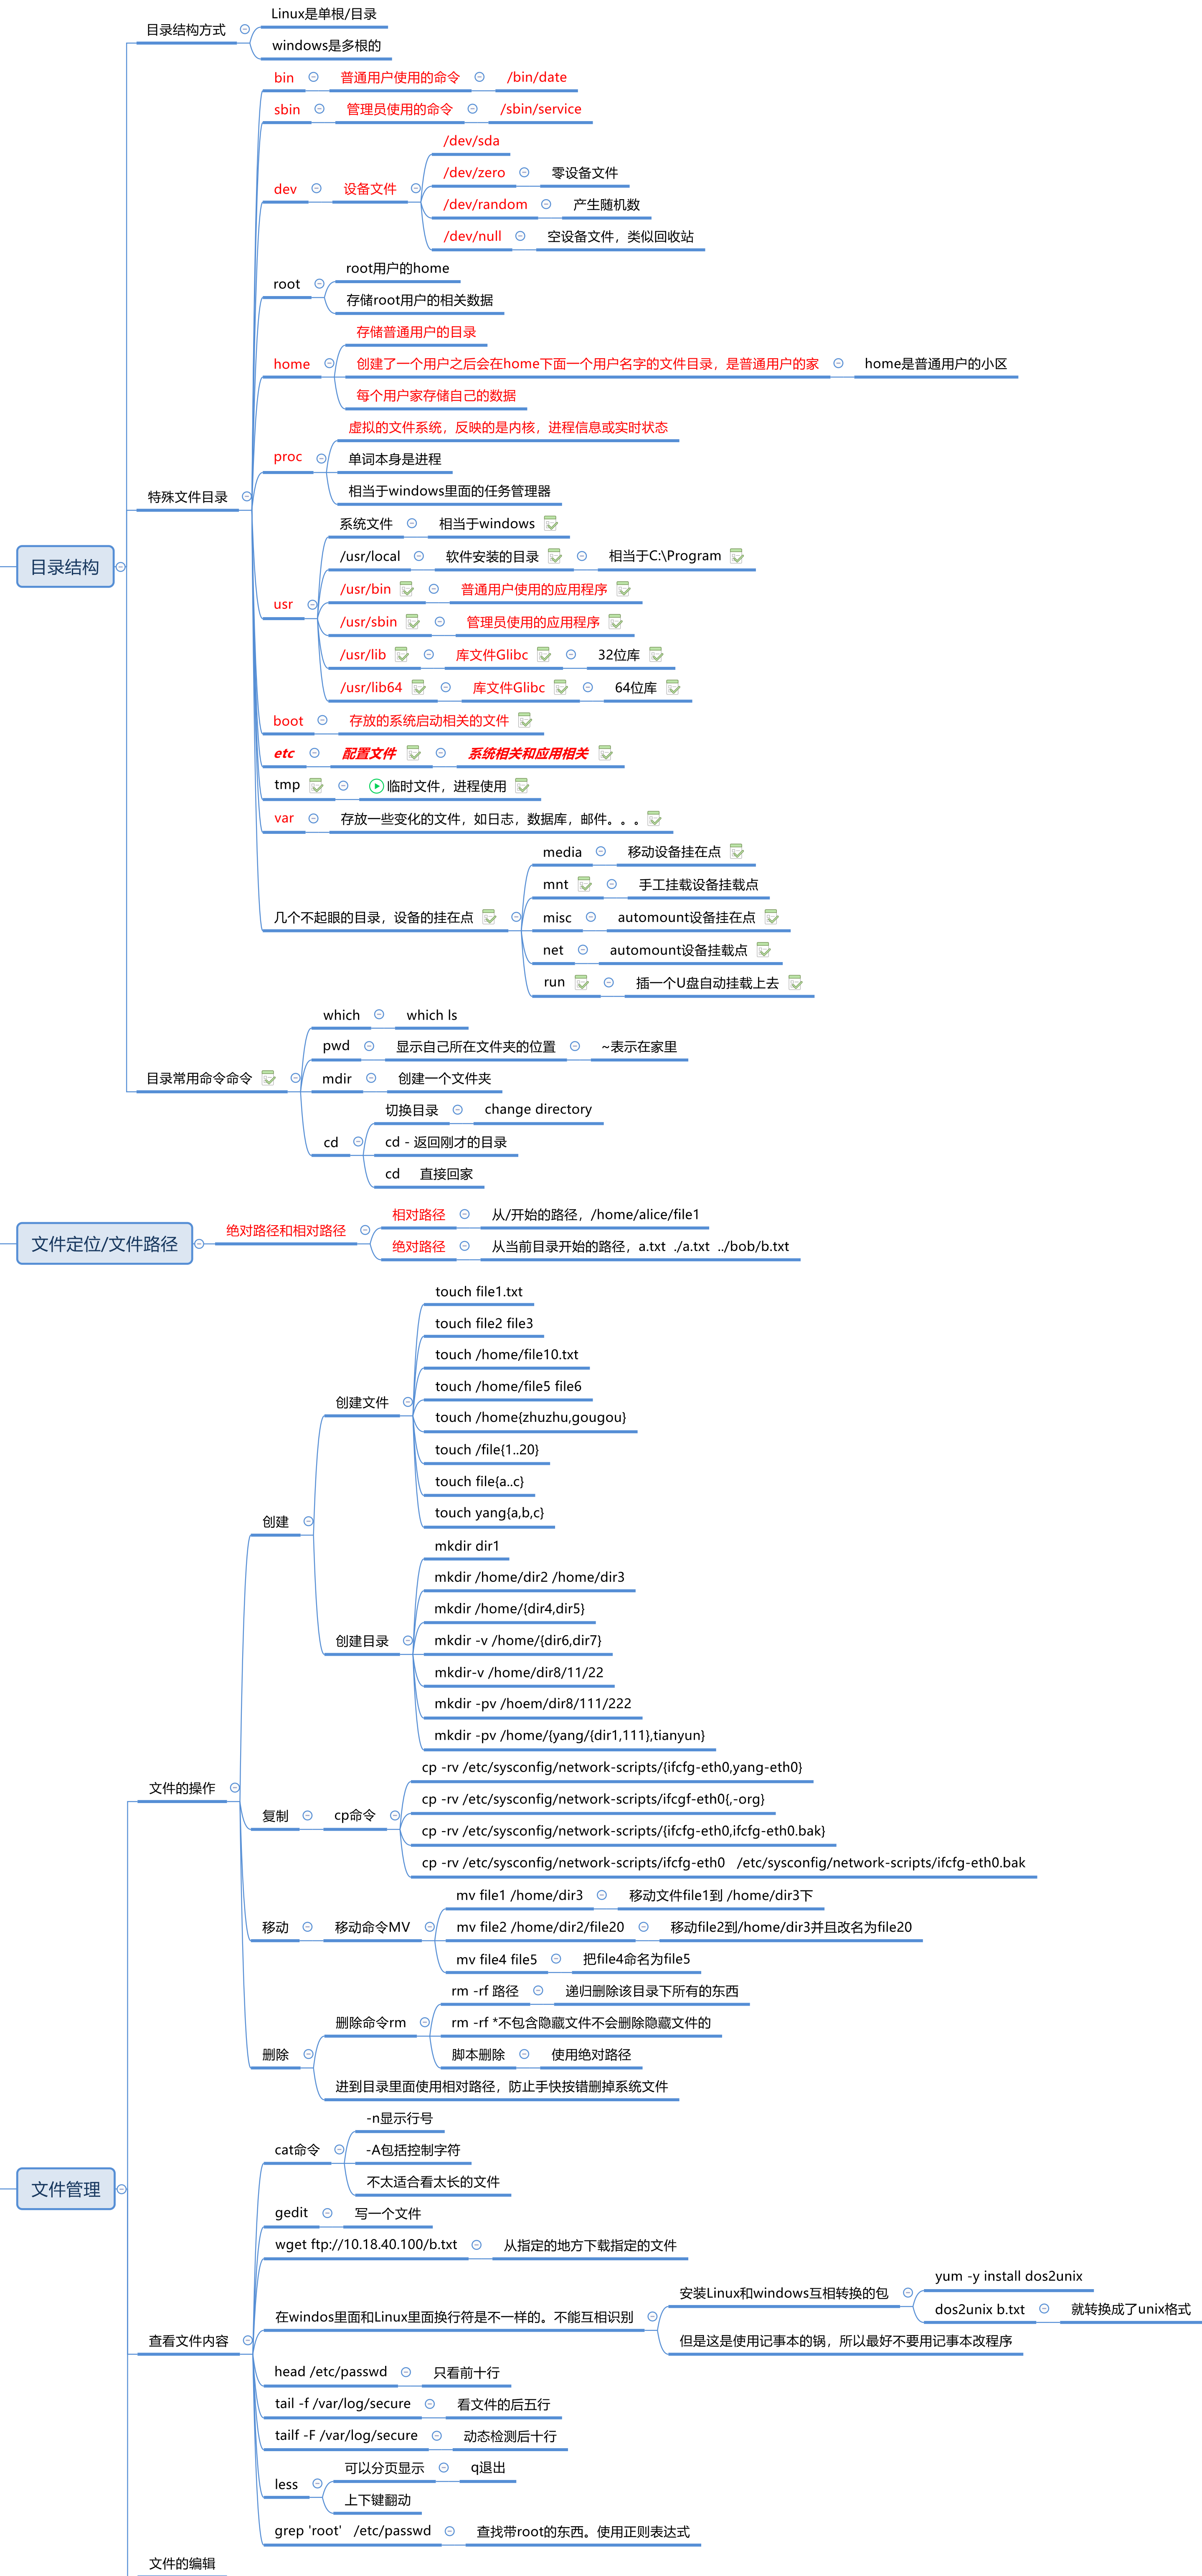 目录结构
目录结构方式
Linux是单根/目录
windows是多根的
特殊文件目录
bin
普通用户使用的命令
/bin/date
sbin
管理员使用的命令
/sbin/service
dev
设备文件
/dev/sda
/dev/zero
零设备文件
/dev/random
产生随机数
/dev/null
空设备文件，类似回收站
root
root用户的home
存储root用户的相关数据
home
存储普通用户的目录
创建了一个用户之后会在home下面一个用户名字的文件目录，是普通用户的家
home是普通用户的小区
每个用户家存储自己的数据
proc
虚拟的文件系统，反映的是内核，进程信息或实时状态
单词本身是进程
相当于windows里面的任务管理器
usr
系统文件
相当于windows
/usr/local
软件安装的目录
相当于C:\Program
/usr/bin
普通用户使用的应用程序
/usr/sbin
管理员使用的应用程序
/usr/lib
库文件Glibc
32位库
/usr/lib64
库文件Glibc
64位库
boot
存放的系统启动相关的文件
etc
配置文件
系统相关和应用相关
tmp
临时文件，进程使用
var
存放一些变化的文件，如日志，数据库，邮件。。。
几个不起眼的目录，设备的挂在点
media
移动设备挂在点
mnt
手工挂载设备挂载点
misc
automount设备挂在点
net
automount设备挂载点
run
插一个U盘自动挂载上去
目录常用命令命令
which
which ls
pwd
显示自己所在文件夹的位置
~表示在家里
mdir
创建一个文件夹
cd
切换目录
change directory
cd - 返回刚才的目录
cd 直接回家
文件定位/文件路径
绝对路径和相对路径
相对路径
从/开始的路径，/home/alice/file1
绝对路径
从当前目录开始的路径，a.txt ./a.txt ../bob/b.txt
文件管理
文件的操作
创建
创建文件
touch file1.txt
touch file2 file3
touch /home/file10.txt
touch /home/file5 file6
touch /home{zhuzhu,gougou}
touch /file{1..20}
touch file{a..c}
touch yang{a,b,c}
创建目录
mkdir dir1
mkdir /home/dir2 /home/dir3
mkdir /home/{dir4,dir5}
mkdir -v /home/{dir6,dir7}
mkdir-v /home/dir8/11/22
mkdir -pv /hoem/dir8/111/222
mkdir -pv /home/{yang/{dir1,111},tianyun}
复制
cp命令
cp -rv /etc/sysconfig/network-scripts/{ifcfg-eth0,yang-eth0}
cp -rv /etc/sysconfig/network-scripts/ifcgf-eth0{,-org}
cp -rv /etc/sysconfig/network-scripts/{ifcfg-eth0,ifcfg-eth0.bak}
cp -rv /etc/sysconfig/network-scripts/ifcfg-eth0 /etc/sysconfig/network-scripts/ifcfg-eth0.bak
移动
移动命令MV
mv file1 /home/dir3
移动文件file1到 /home/dir3下
mv file2 /home/dir2/file20
移动file2到/home/dir3并且改名为file20
mv file4 file5
把file4命名为file5
删除
删除命令rm
rm -rf 路径
递归删除该目录下所有的东西
rm -rf *不包含隐藏文件不会删除隐藏文件的
脚本删除
使用绝对路径
进到目录里面使用相对路径，防止手快按错删掉系统文件
查看文件内容
cat命令
-n显示行号
-A包括控制字符
不太适合看太长的文件
gedit
写一个文件
wget ftp://10.18.40.100/b.txt
从指定的地方下载指定的文件
在windos里面和Linux里面换行符是不一样的。不能互相识别
安装Linux和windows互相转换的包
yum -y install dos2unix
dos2unix b.txt
就转换成了unix格式
但是这是使用记事本的锅，所以最好不要用记事本改程序
head /etc/passwd
只看前十行
tail -f /var/log/secure
看文件的后五行
tailf -F /var/log/secure
动态检测后十行
less
可以分页显示
q退出
上下键翻动
grep 'root' /etc/passwd
查找带root的东西。使用正则表达式
文件的编辑